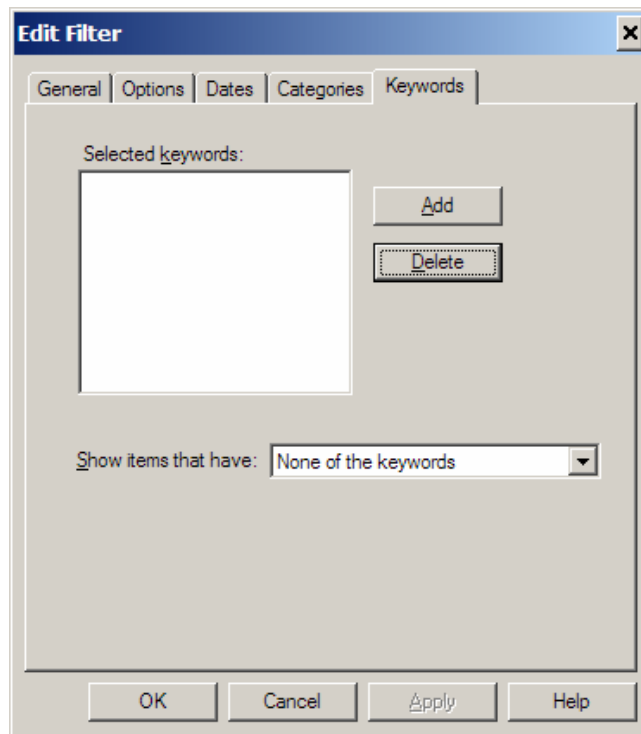 Edit Filter
General Options Dates Categories Keywords
Selected keywords:
Add
Delete
Show items that have: None of the keywords
OK Cancel Apply Help